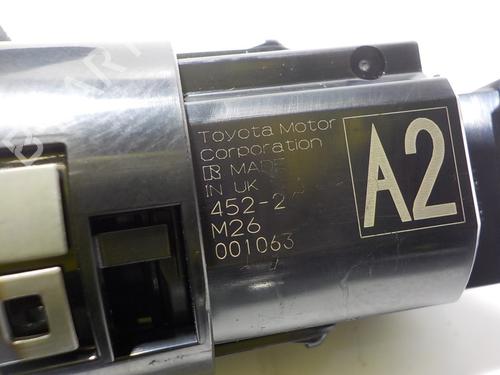 Toyota Motor
Corporation
MADE
IN UK
452-2
M26
001063
A2